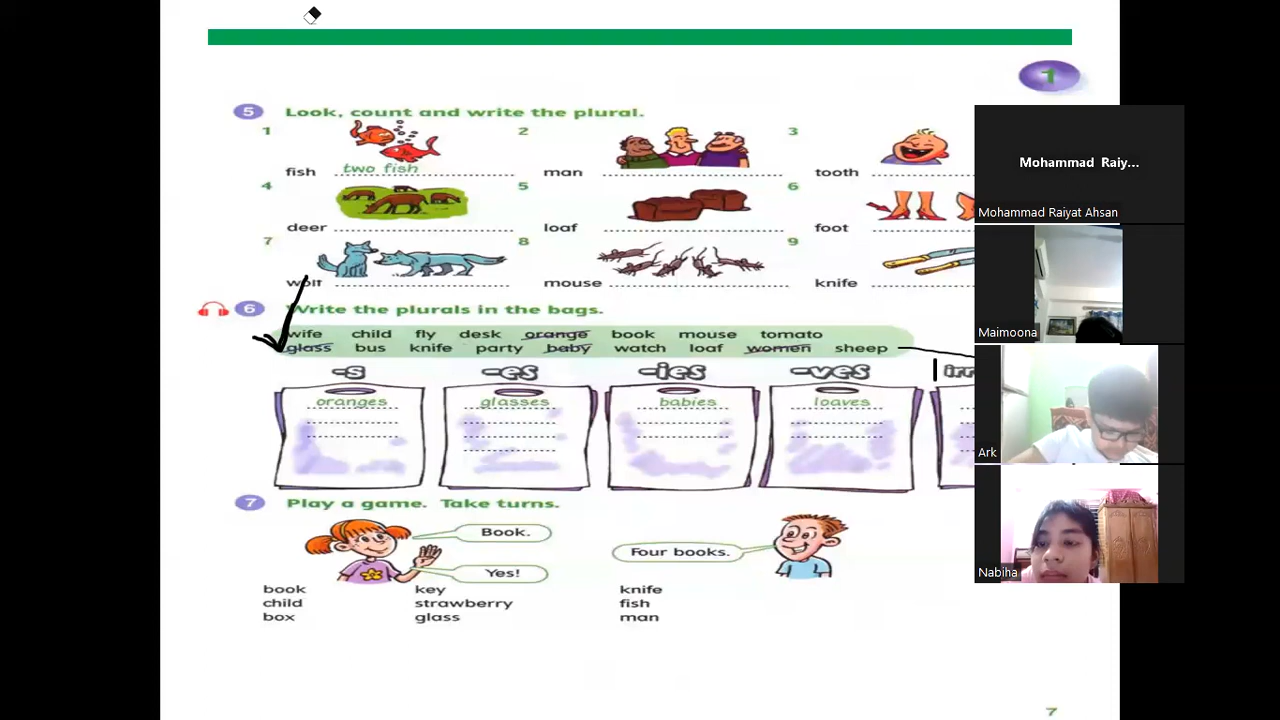 1
5 Look, count and write the plural.
1 2 3
fish two fish man tooth
4 5 6
deer loaf foot
7 8 9
wolf mouse knife
6 Write the plurals in the bags.
wife child fly desk orange book mouse tomato
glass bus knife party baby watch loaf women sheep
-s -es -ies -ves irr
oranges glasses babies loaves
7 Play a game. Take turns.
Book.
Four books.
Yes!
book key knife
child strawberry fish
box glass man
7
Mohammad Raiy...
Mohammad Raiyat Ahsan
Maimoona
Ark
Nabiha